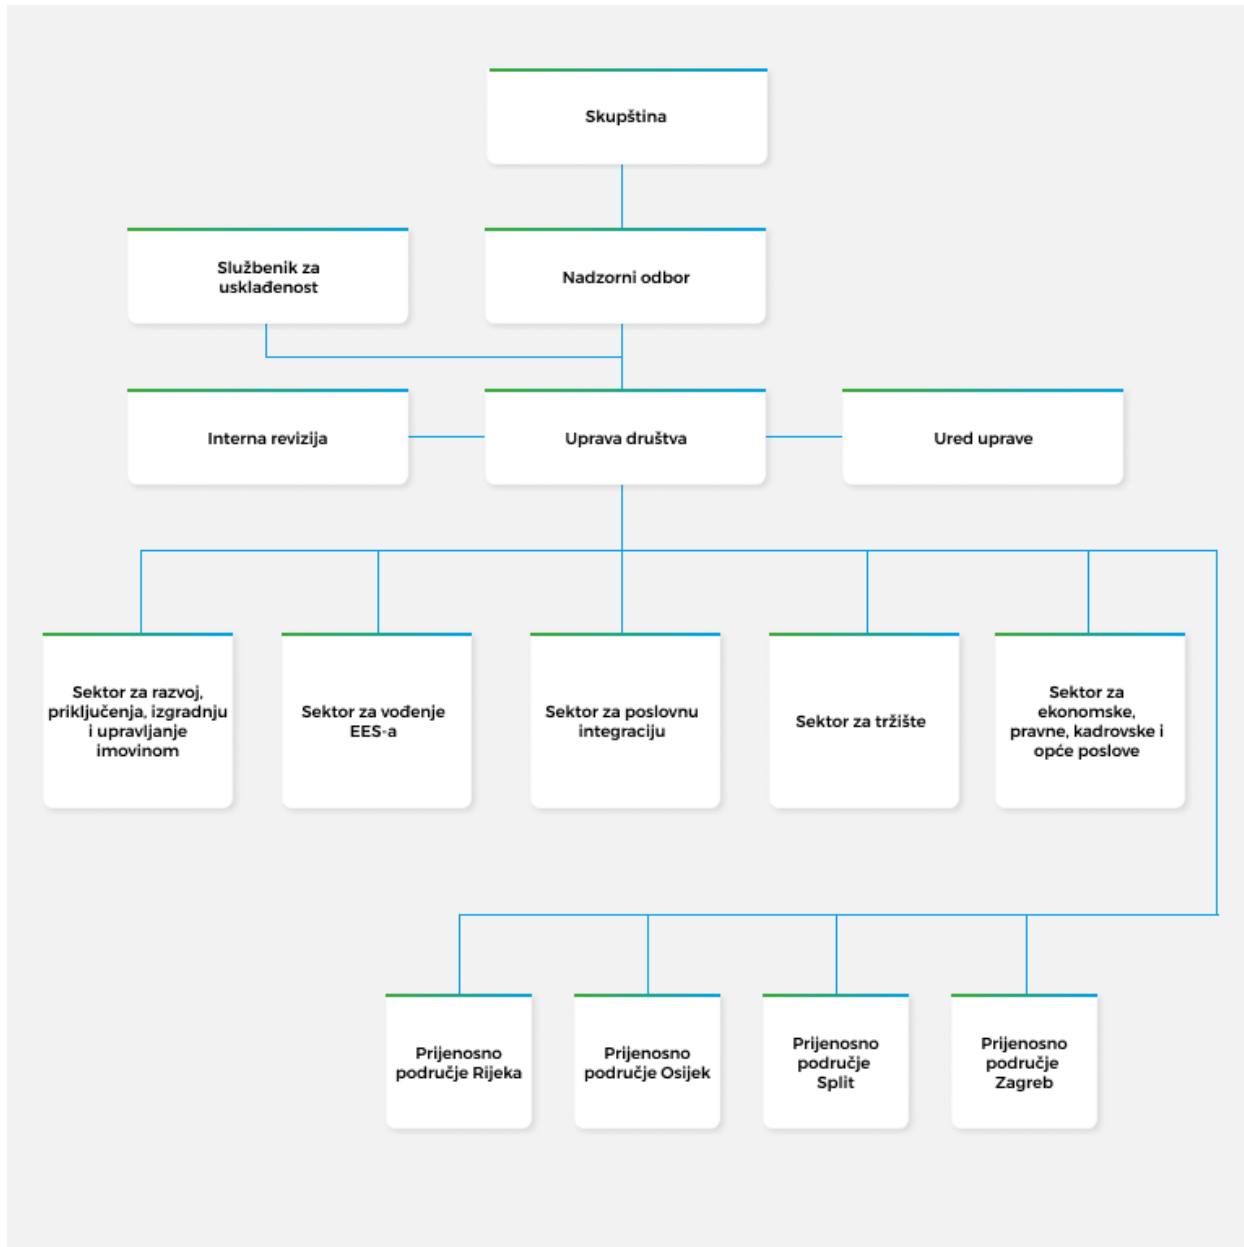 Skupština
Službenik za
usklađenost
Nadzorni odbor
Interna revizija
Uprava društva
Ured uprave
Sektor za razvoj,
priključenja, izgradnju
i upravljanje
imovinom
Sektor za vođenje
EES-a
Sektor za poslovnu
integraciju
Sektor za tržište
Sektor za
ekonomske,
pravne, kadrovske i
opće poslove
Prijenosno
područje Rijeka
Prijenosno
područje Osijek
Prijenosno
područje
Split
Prijenosno
područje
Zagreb